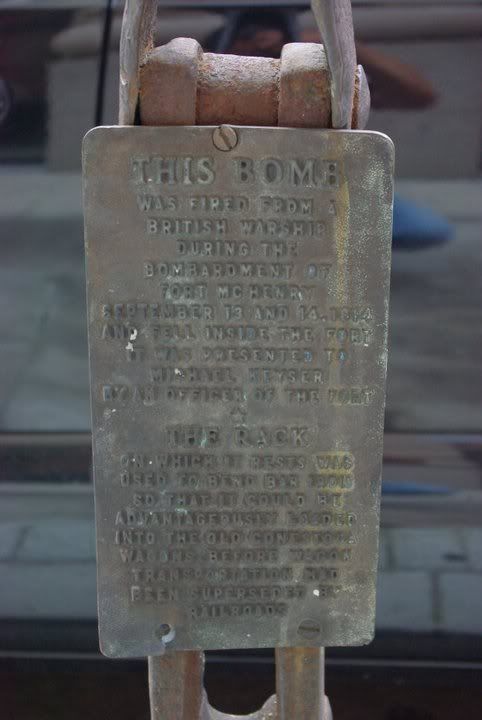 THIS BOMB
WAS FIRED FROM A
BRITISH WARSHIP
DURING THE
BOMBARDMENT OF
FORT MCHENRY
SEPTEMBER 13 AND 14, 1814
AND FELL INSIDE THE FORT
IT WAS PRESENTED TO
MICHAEL KEYSER
BY AN OFFICER OF THE FORT
THE RACK
ON WHICH IT RESTS WAS
USED TO BEND BAR IRON
SO THAT IT COULD BE
ADVANTAGEOUSLY LOADED
INTO THE OLD CONESTOGA
WAGONS BEFORE WAGON
TRANSPORTATION HAD
BEEN SUPERSEDED BY
RAILROADS